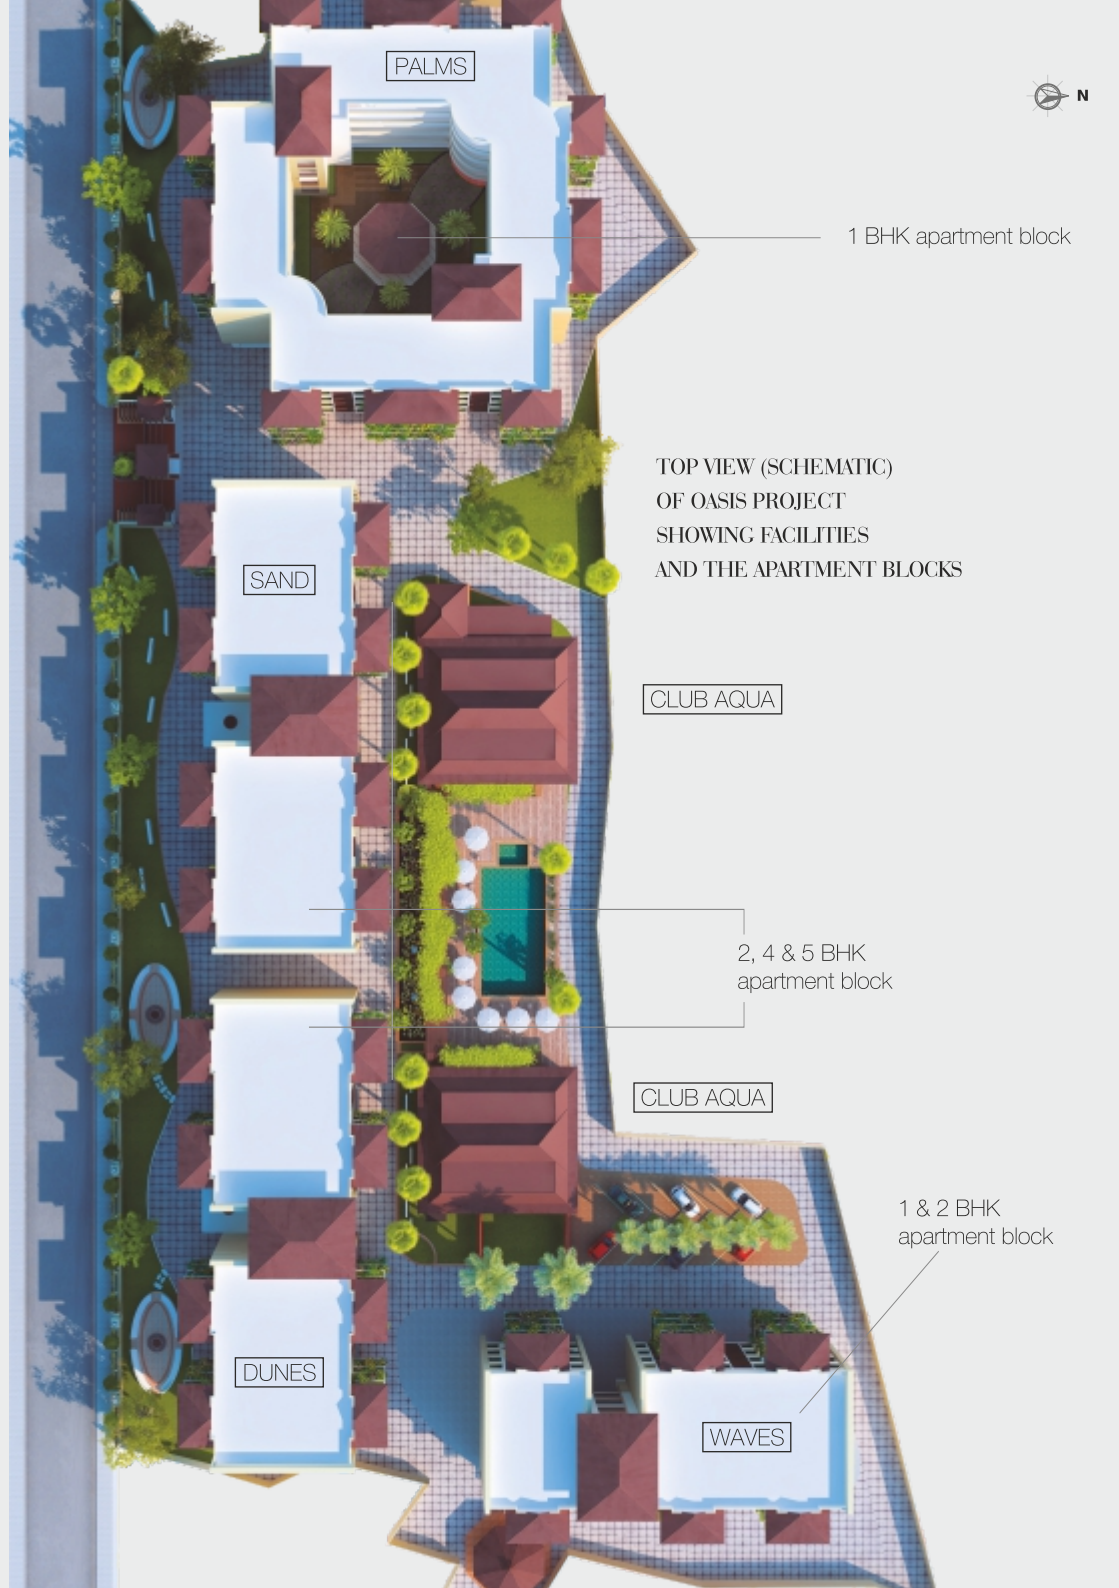 PALMS
N
1 BHK apartment block
TOP VIEW (SCHEMATIC)
OF OASIS PROJECT
SHOWING FACILITIES
AND THE APARTMENT BLOCKS
SAND
CLUB AQUA
2, 4 & 5 BHK
apartment block
CLUB AQUA
1 & 2 BHK
apartment block
DUNES
WAVES